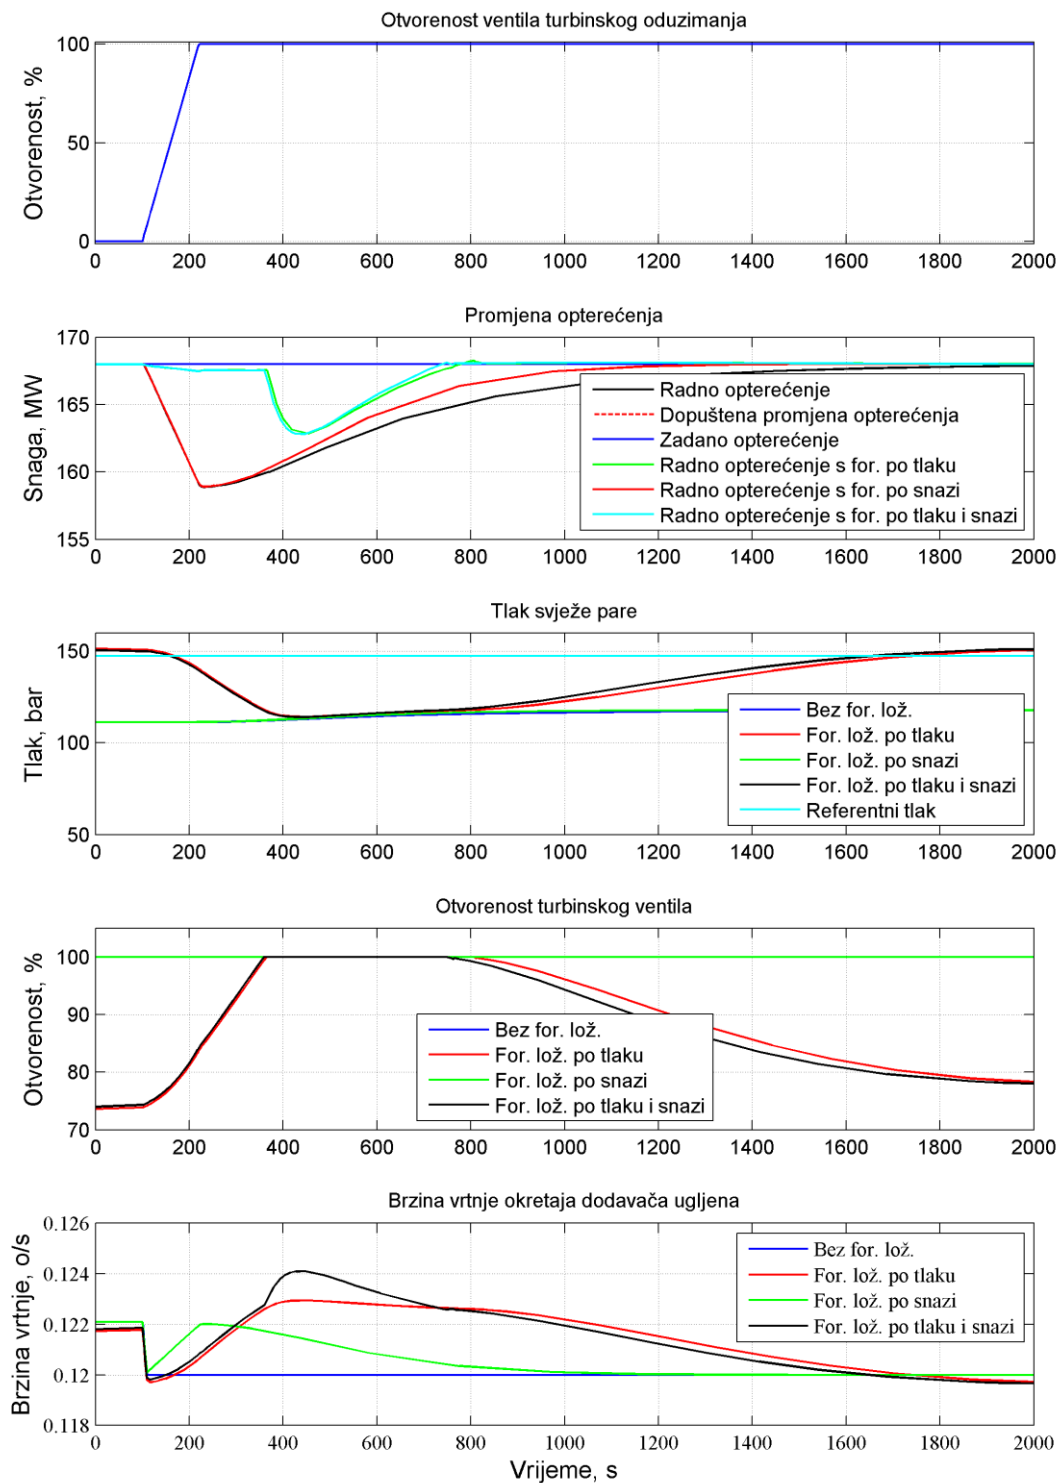 Otvorenost ventila turbinskog oduzimanja
Otvorenost, %
100
50
0
0 200 400 600 800 1000 1200 1400 1600 1800 2000
Promjena opterećenja
Snaga, MW
170
165
160
155
Radno opterećenje
Dopuštena promjena opterećenja
Zadano opterećenje
Radno opterećenje s for. po tlaku
Radno opterećenje s for. po snazi
Radno opterećenje s for. po tlaku i snazi
0 200 400 600 800 1000 1200 1400 1600 1800 2000
Tlak svježe pare
Tlak, bar
150
100
50
Bez for. lož.
For. lož. po tlaku
For. lož. po snazi
For. lož. po tlaku i snazi
Referentni tlak
0 200 400 600 800 1000 1200 1400 1600 1800 2000
Otvorenost turbinskog ventila
Otvorenost, %
100
90
80
70
Bez for. lož.
For. lož. po tlaku
For. lož. po snazi
For. lož. po tlaku i snazi
0 200 400 600 800 1000 1200 1400 1600 1800 2000
Brzina vrtnje okretaja dodavača ugljena
Brzina vrtnje, o/s
0.126
0.124
0.122
0.12
0.118
Bez for. lož.
For. lož. po tlaku
For. lož. po snazi
For. lož. po tlaku i snazi
0 200 400 600 800 1000 1200 1400 1600 1800 2000
Vrijeme, s